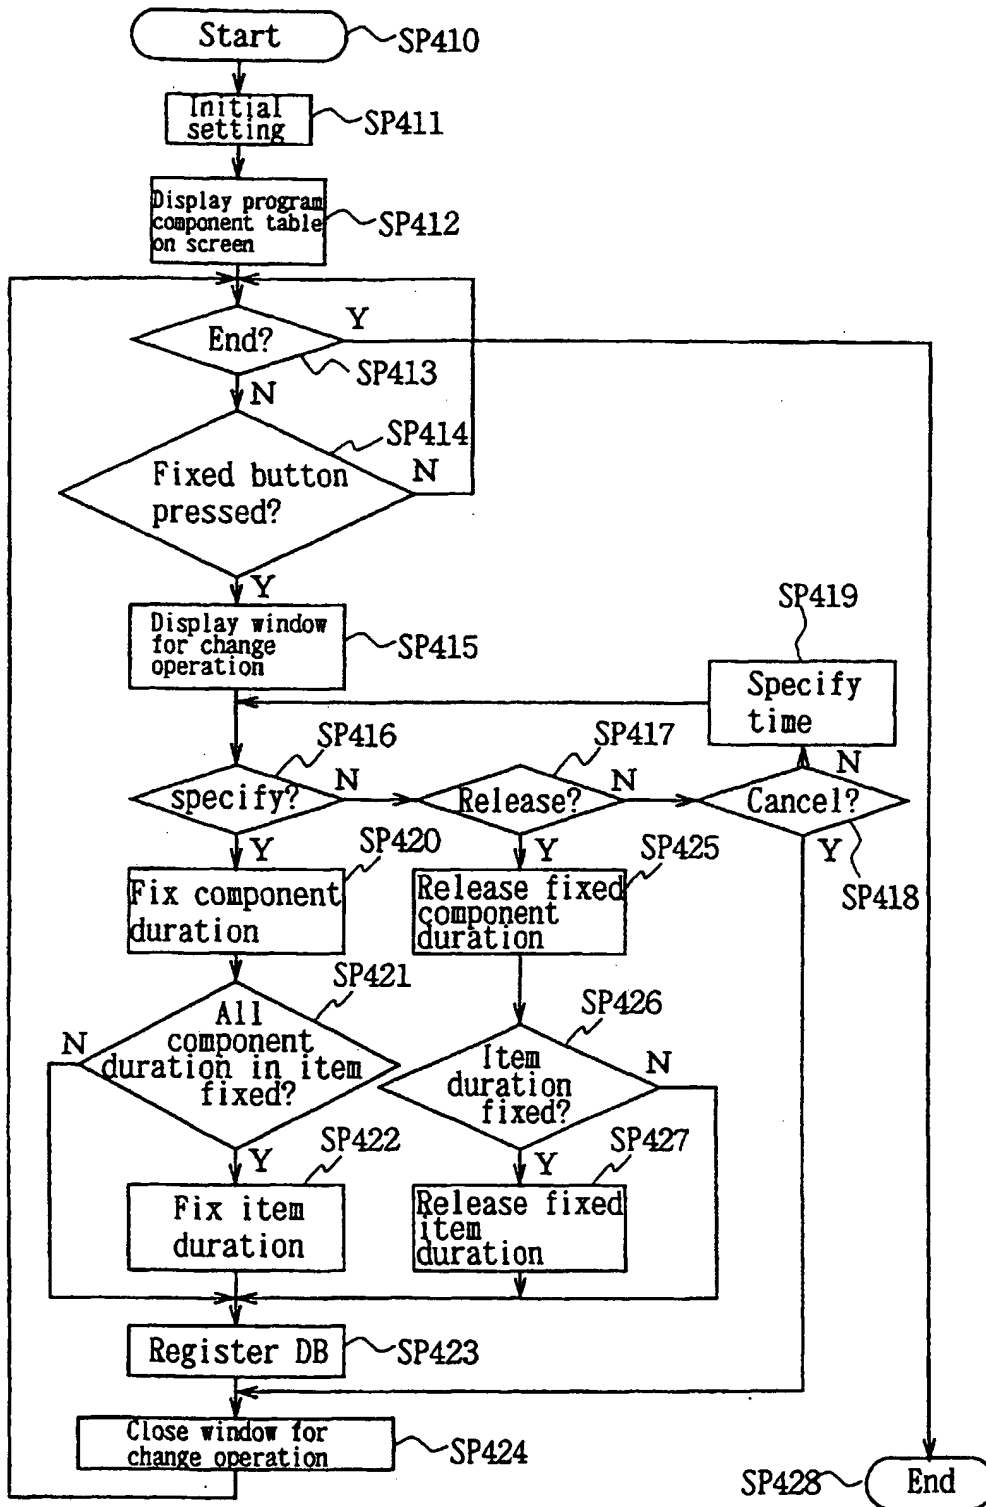 Start
SP410
Initial
setting
SP411
Display program
component table
on screen
SP412
End?
Y
SP413
N
SP414
Fixed button
pressed?
N
Y
Display window
for change
operation
SP415
SP419
Specify
time
SP416
SP417
specify?
N
Release?
N
Cancel?
N
Y
SP420
Y
SP425
Y
SP418
Fix component
duration
Release fixed
component
duration
SP421
All
component
duration in item
fixed?
N
SP426
Item
duration
fixed?
N
Y
SP422
Y
SP427
Fix item
duration
Release fixed
item
duration
Register DB
SP423
Close window for
change operation
SP424
SP428
End